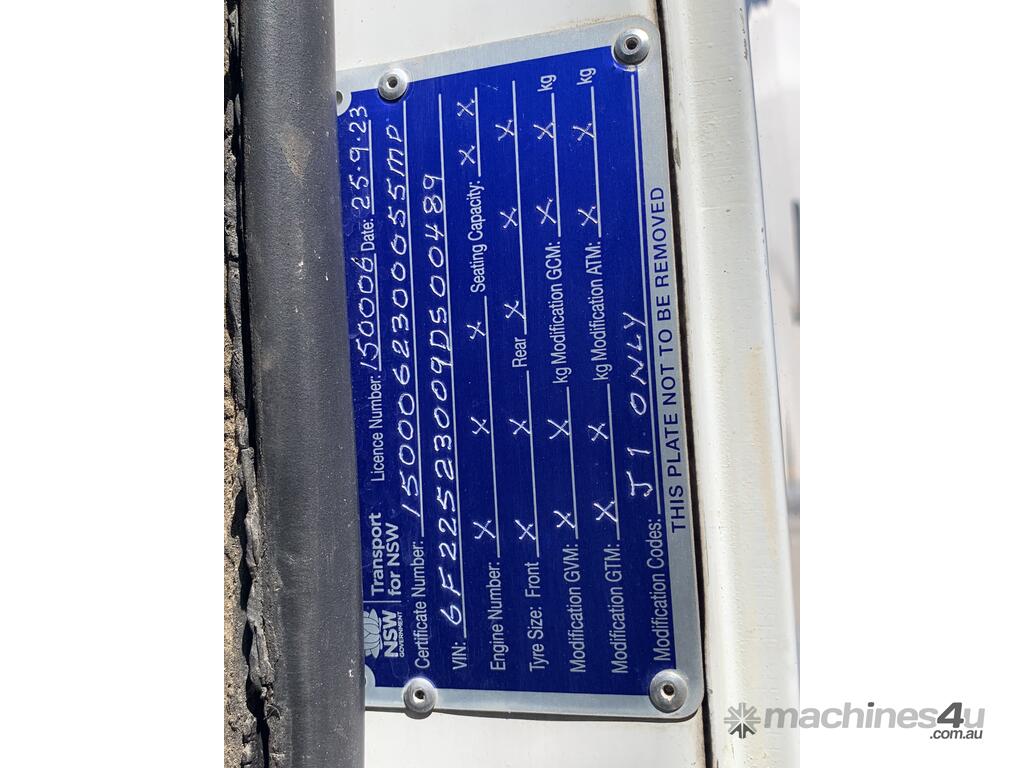 NSW GOVERNMENT Transport for NSW Licence Number: 150006 Date: 25.9.23
Certificate Number: 1500062300655MD
VIN: 6F22523009D500489
Engine Number: X X X Seating Capacity: X X
Tyre Size: Front X X Rear X X X
Modification GVM: X X kg Modification GCM: X X kg
Modification GTM: X X kg Modification ATM: X X kg
Modification Codes: J1. ONLY
THIS PLATE NOT TO BE REMOVED
machines4u
.com.au